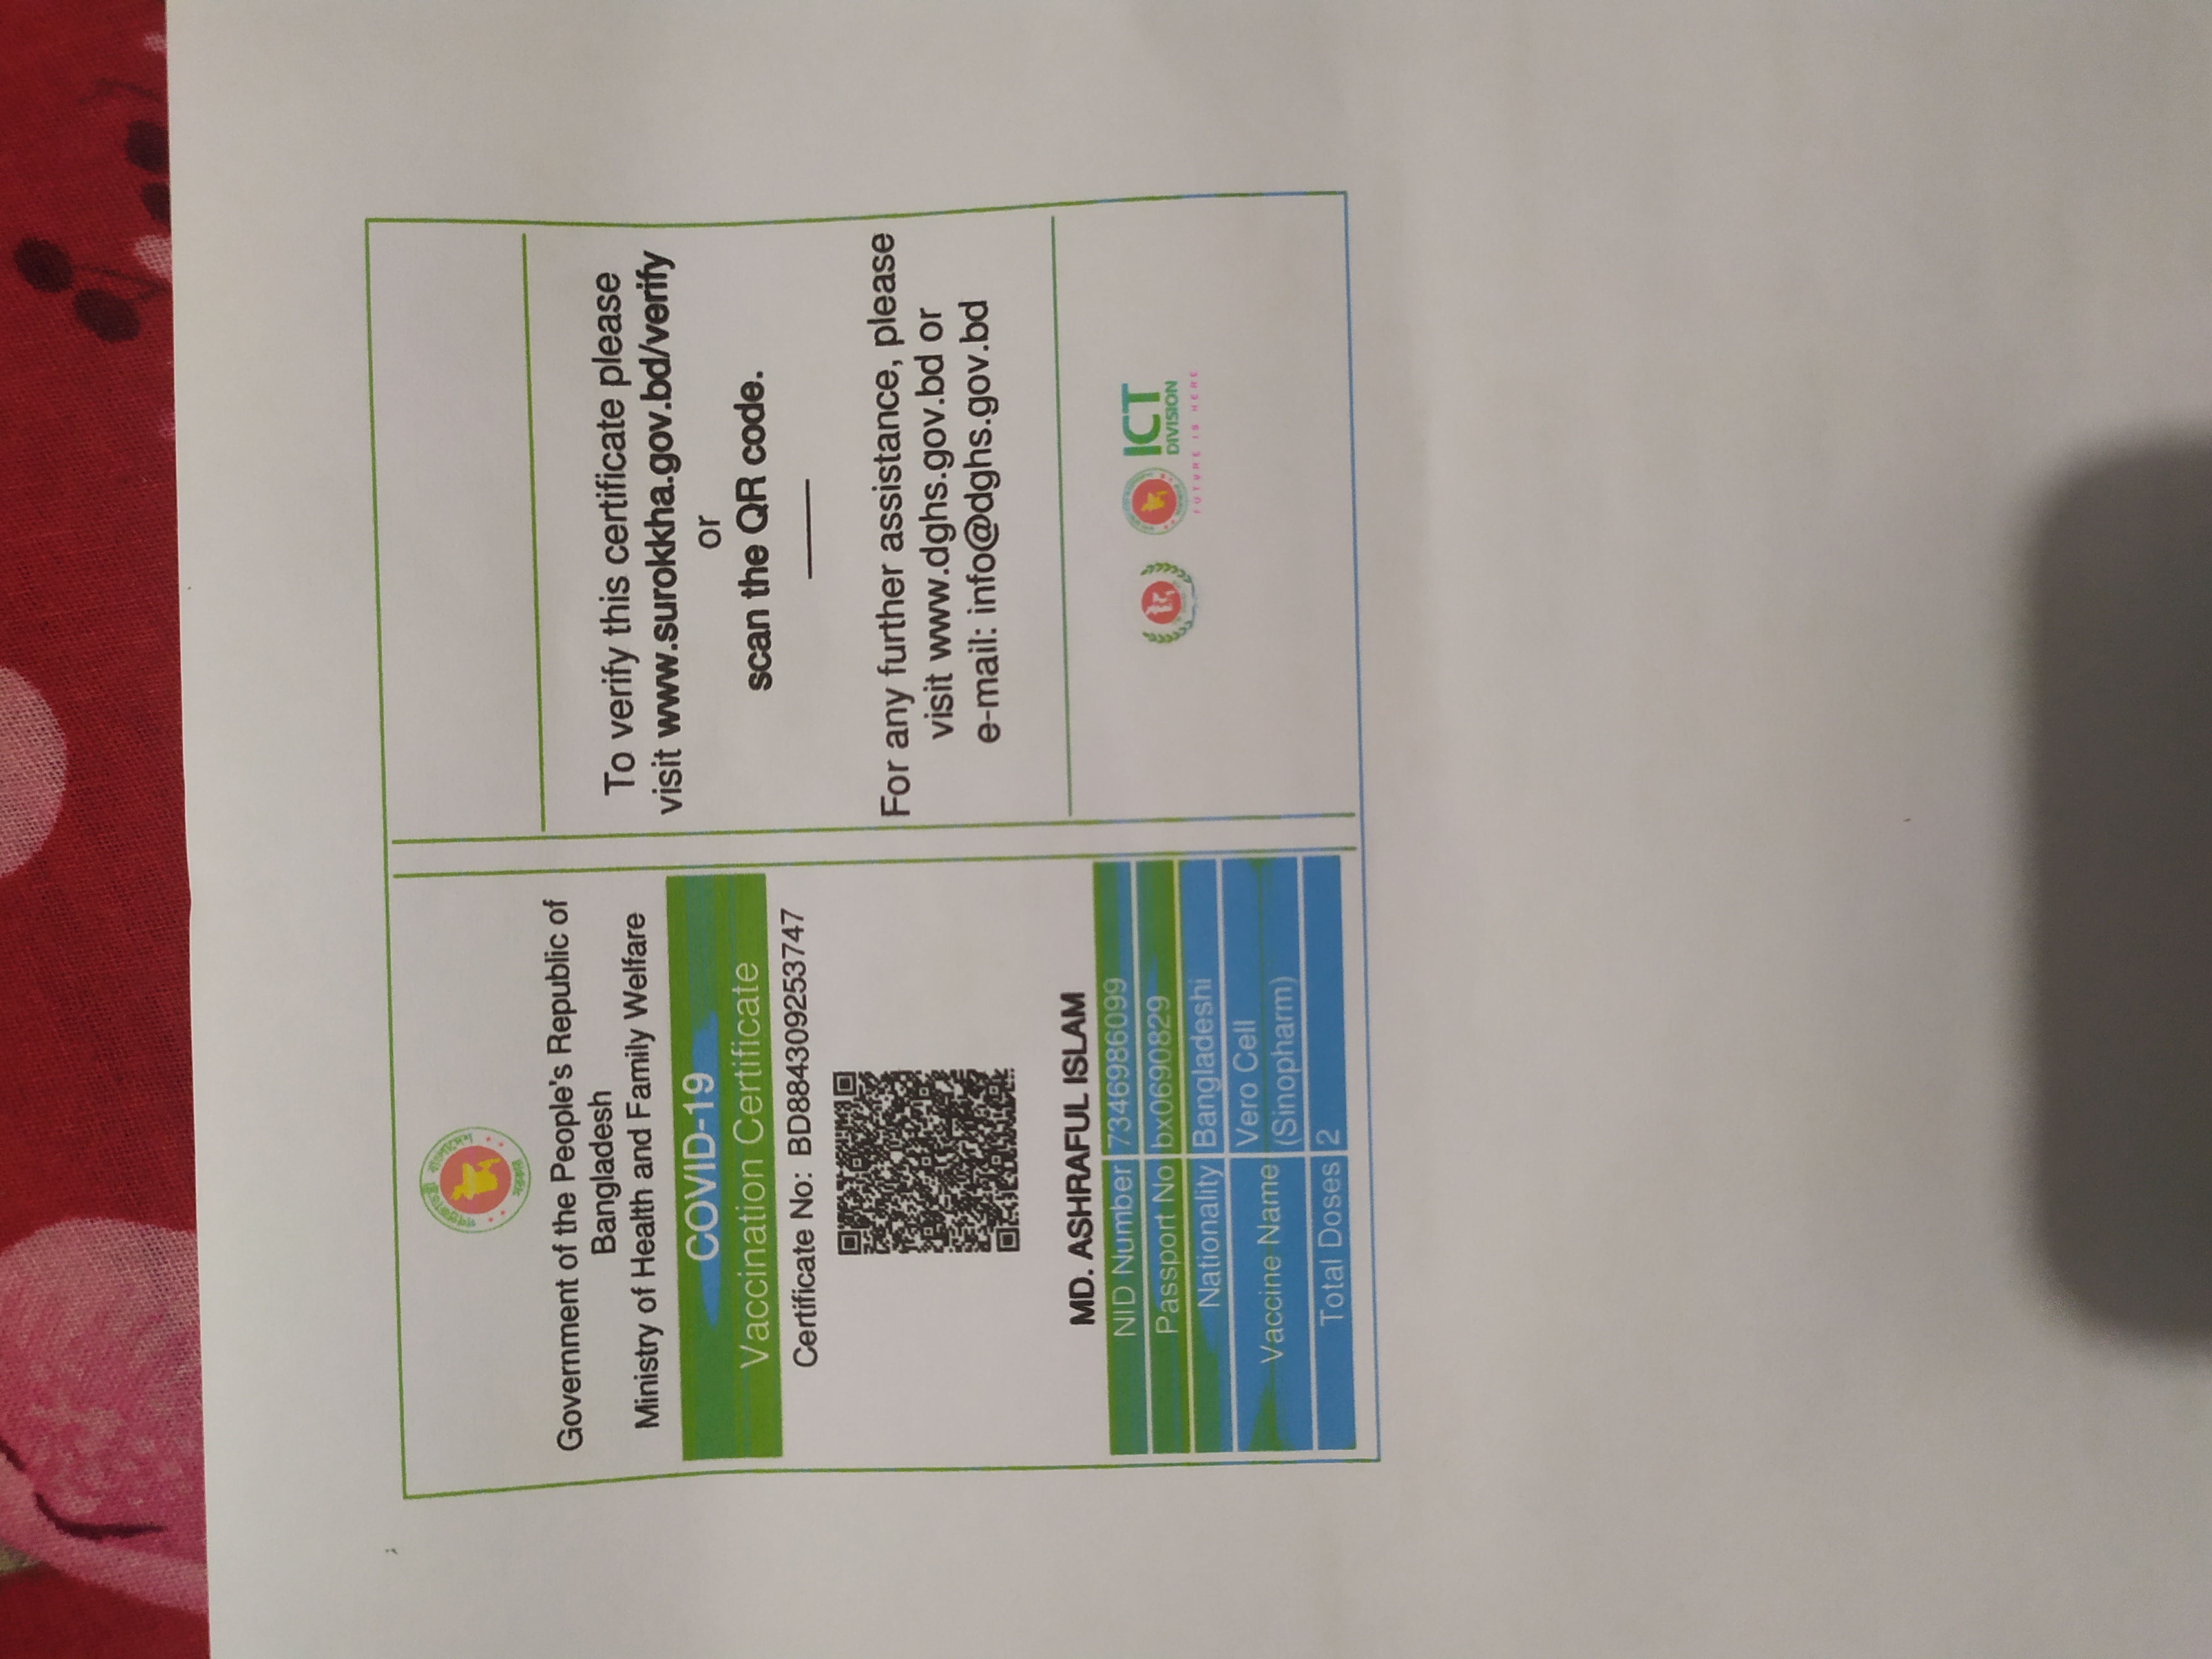 গণপ্রজাতন্ত্রী বাংলাদেশ
সরকার
Government of the People's Republic of
Bangladesh
Ministry of Health and Family Welfare
COVID-19
Vaccination Certificate
Certificate No: BD884309253747
MD. ASHRAFUL ISLAM
NID Number 7346986099
Passport No bx0690829
Nationality Bangladeshi
Vaccine Name Vero Cell
(Sinopharm)
Total Doses 2
To verify this certificate please
visit www.surokkha.gov.bd/verify
or
scan the QR code.
For any further assistance, please
visit www.dghs.gov.bd or
e-mail: info@dghs.gov.bd
ICT
DIVISION
FUTURE IS HERE